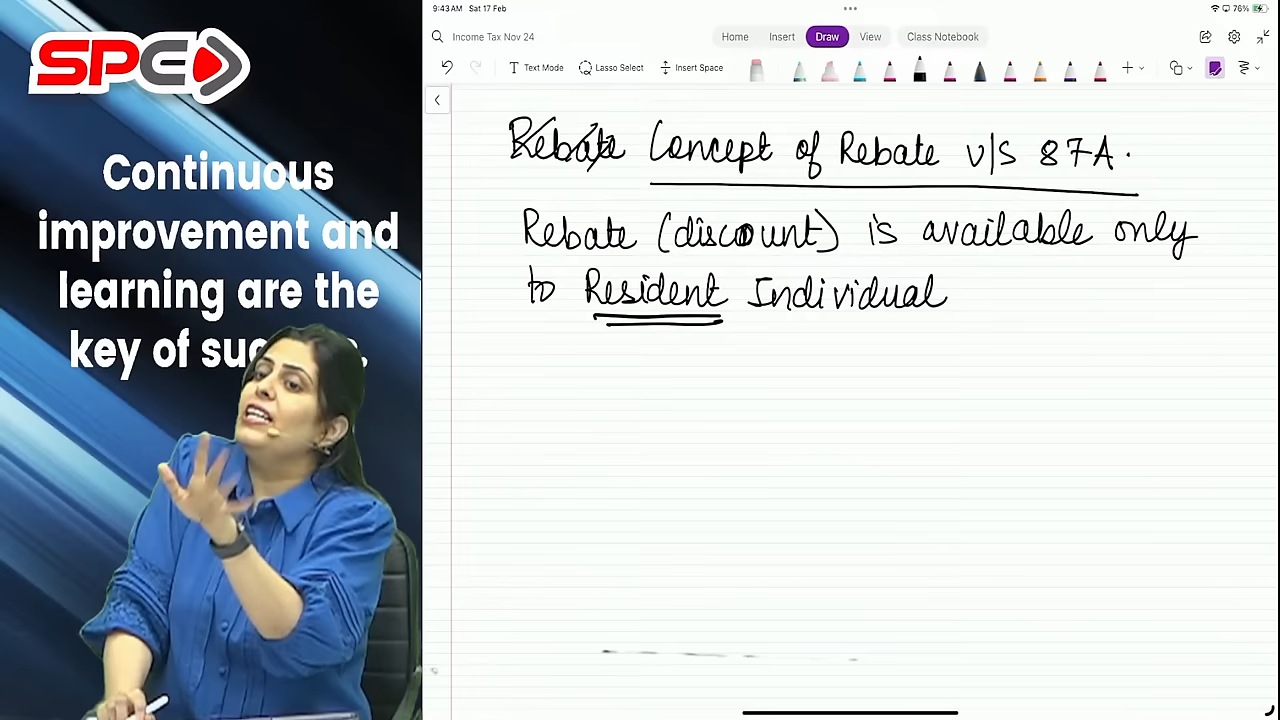 9:43 AM Sat 17 Feb
76%
Income Tax Nov 24
Home Insert Draw View Class Notebook
Text Mode Lasso Select Insert Space
SPC
Continuous
improvement and
learning are the
key of
Rebate Concept of Rebate v/s 87A.
Rebate (discount) is available only
to Resident Individual